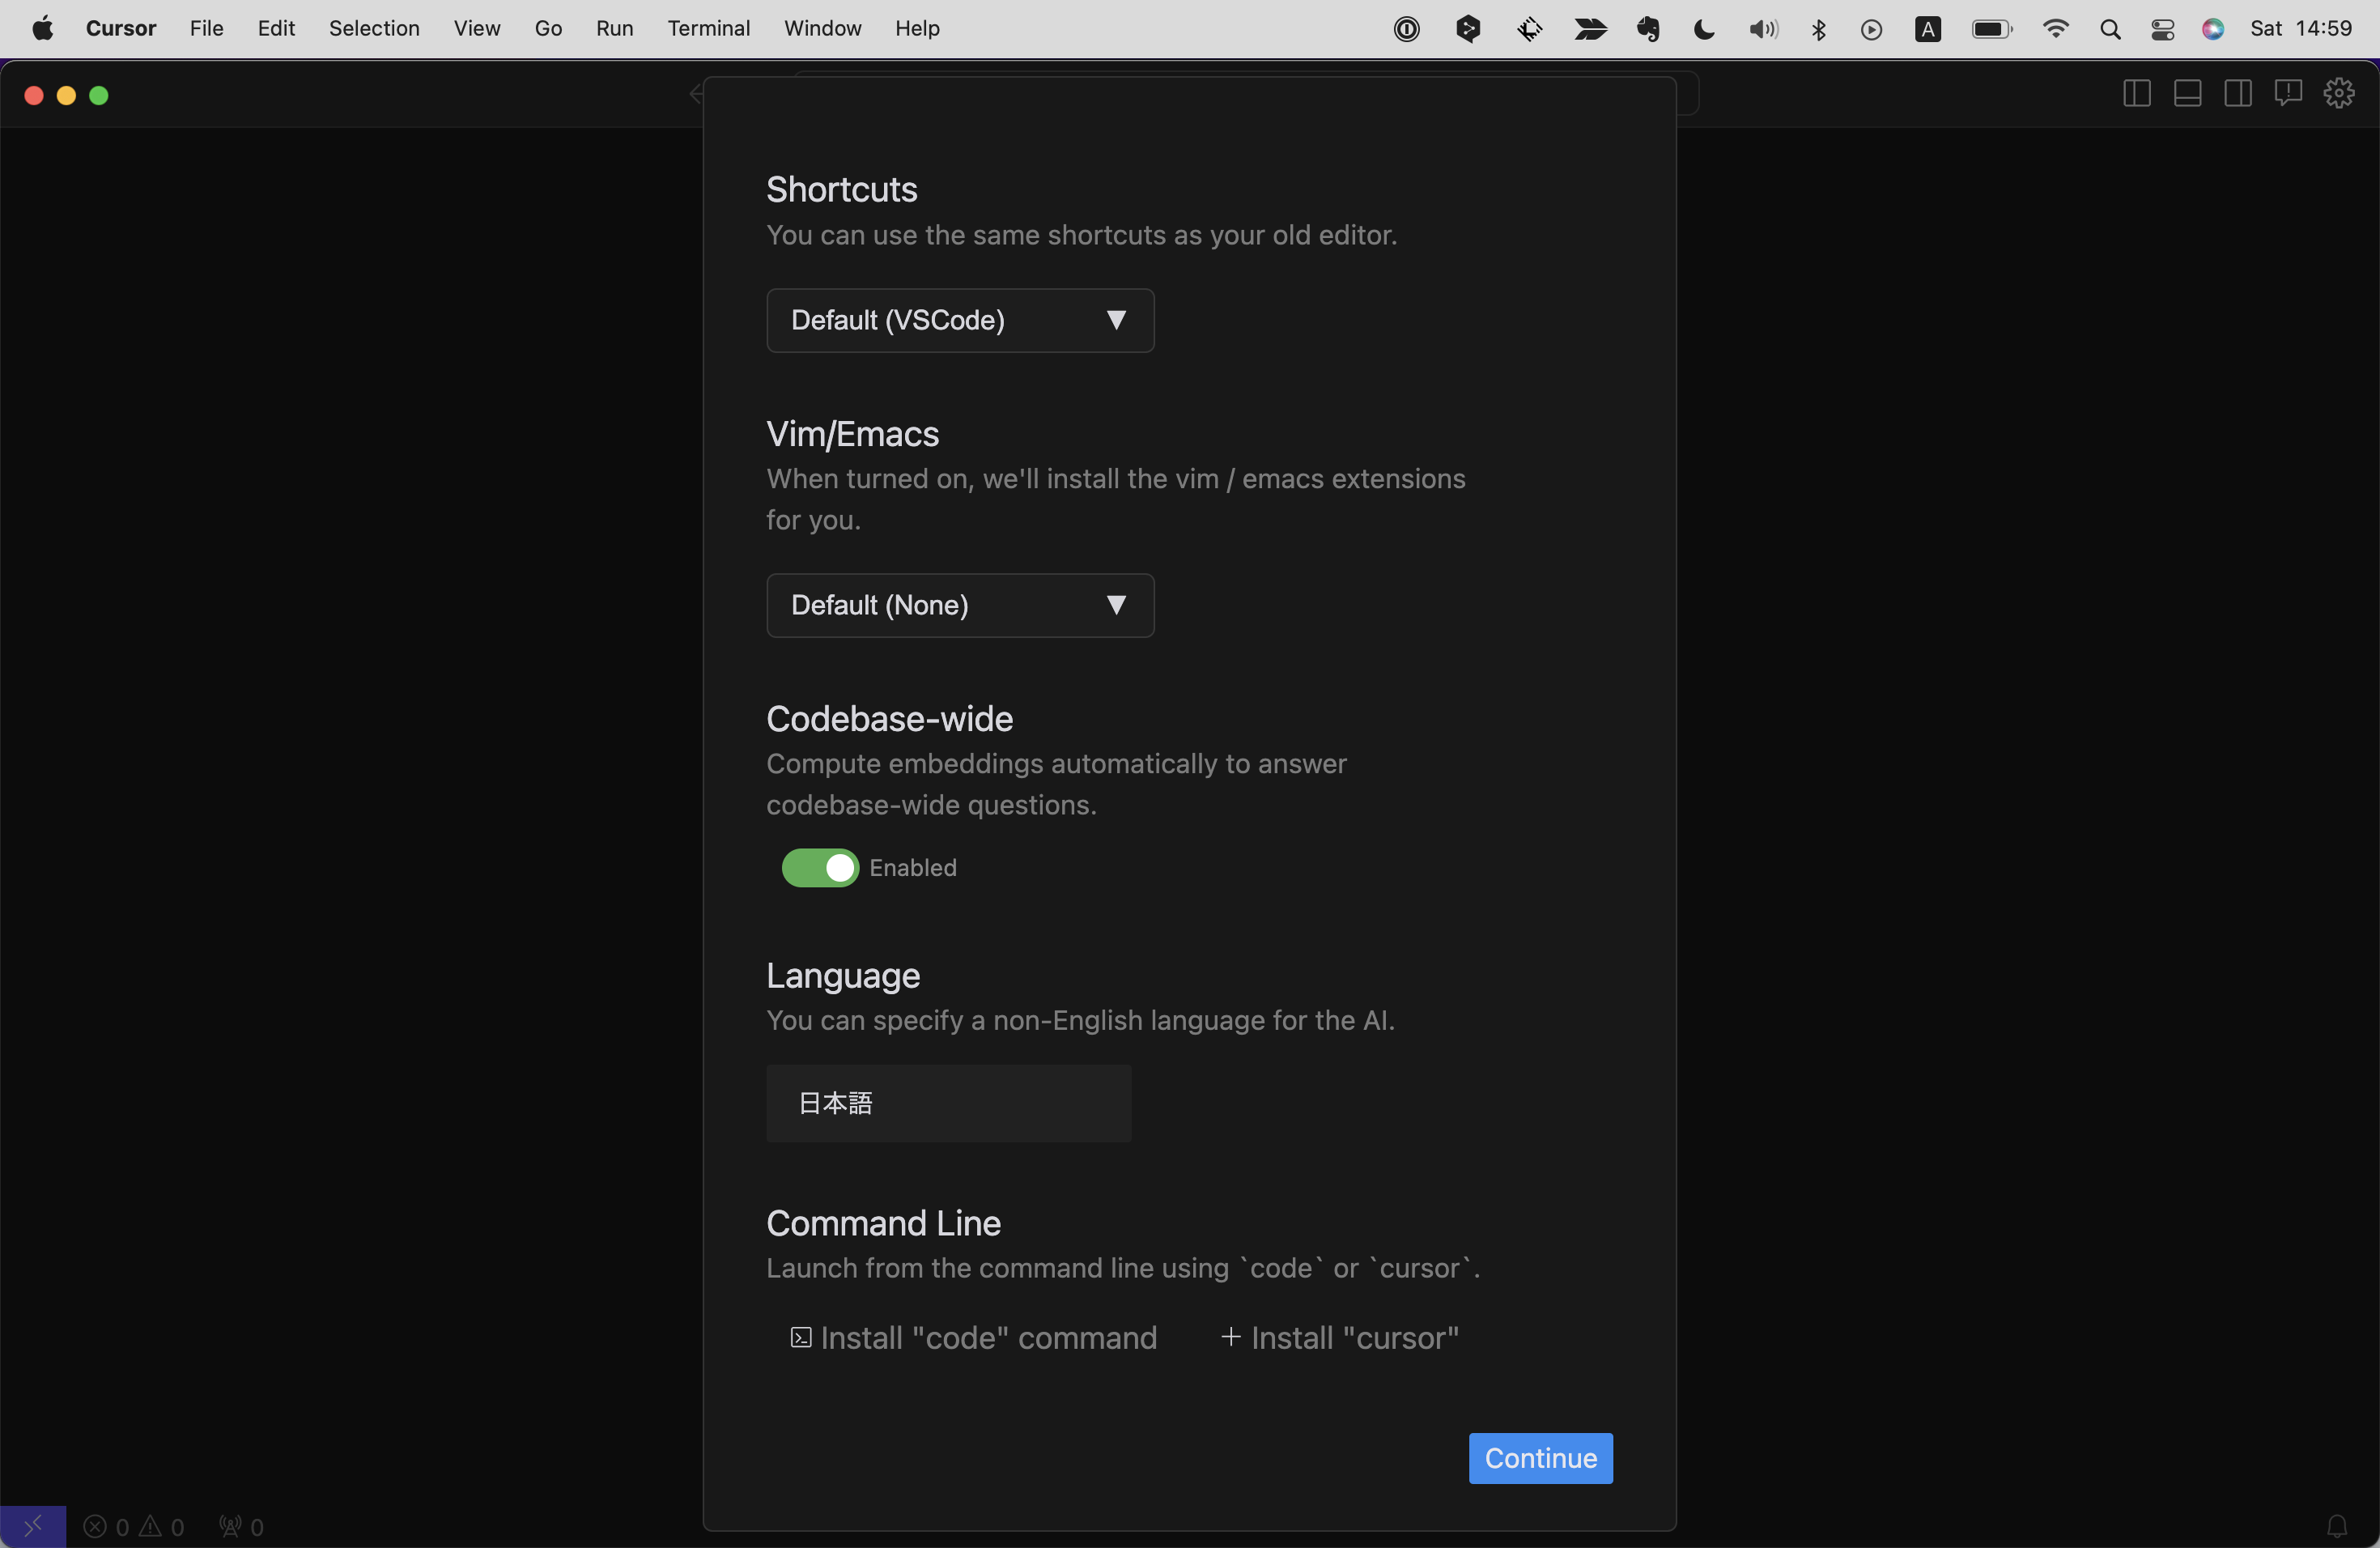 Cursor File Edit Selection View Go Run Terminal Window Help A Sat 14:59
Shortcuts
You can use the same shortcuts as your old editor.
Default (VSCode) ▼
Vim/Emacs
When turned on, we'll install the vim / emacs extensions
for you.
Default (None) ▼
Codebase-wide
Compute embeddings automatically to answer
codebase-wide questions.
Enabled
Language
You can specify a non-English language for the AI.
日本語
Command Line
Launch from the command line using `code` or `cursor`.
Install "code" command + Install "cursor"
Continue
0 0 0